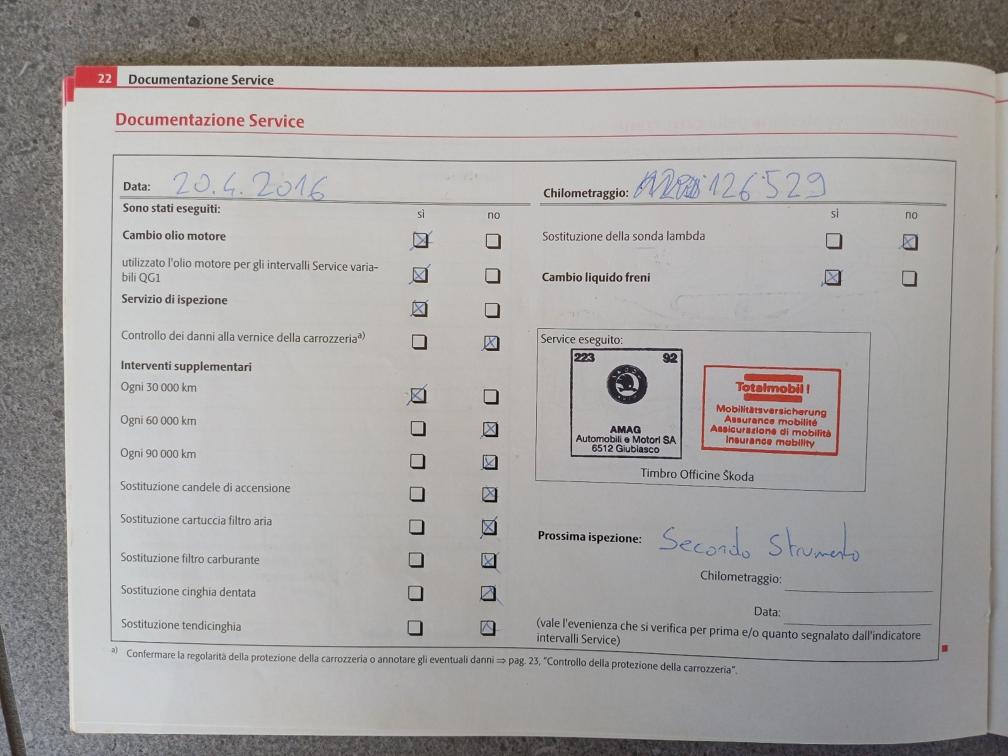 22 Documentazione Service
Documentazione Service
Data: 20.4.2016
Chilometraggio: 126529
Sono stati eseguiti:
sì no
Cambio olio motore
utilizzato l'olio motore per gli intervalli Service varia-
bili QG1
Servizio di ispezione
Controllo dei danni alla vernice della carrozzeria a)
Interventi supplementari
Ogni 30 000 km
Ogni 60 000 km
Ogni 90 000 km
Sostituzione candele di accensione
Sostituzione cartuccia filtro aria
Sostituzione filtro carburante
Sostituzione cinghia dentata
Sostituzione tendicinghia
sì no
Sostituzione della sonda lambda
Cambio liquido freni
Service eseguito:
223 92
AMAG
Automobili e Motori SA
6512 Giubiasco
Totalmobil!
Mobilitätsversicherung
Assurance mobilité
Assicurazione di mobilità
Insurance mobility
Timbro Officine Škoda
Prossima ispezione: Secondo Strumento
Chilometraggio:
Data:
(vale l'evenienza che si verifica per prima e/o quanto segnalato dall'indicatore
intervalli Service)
a) Confermare la regolarità della protezione della carrozzeria o annotare gli eventuali danni ⇒ pag. 23, "Controllo della protezione della carrozzeria".